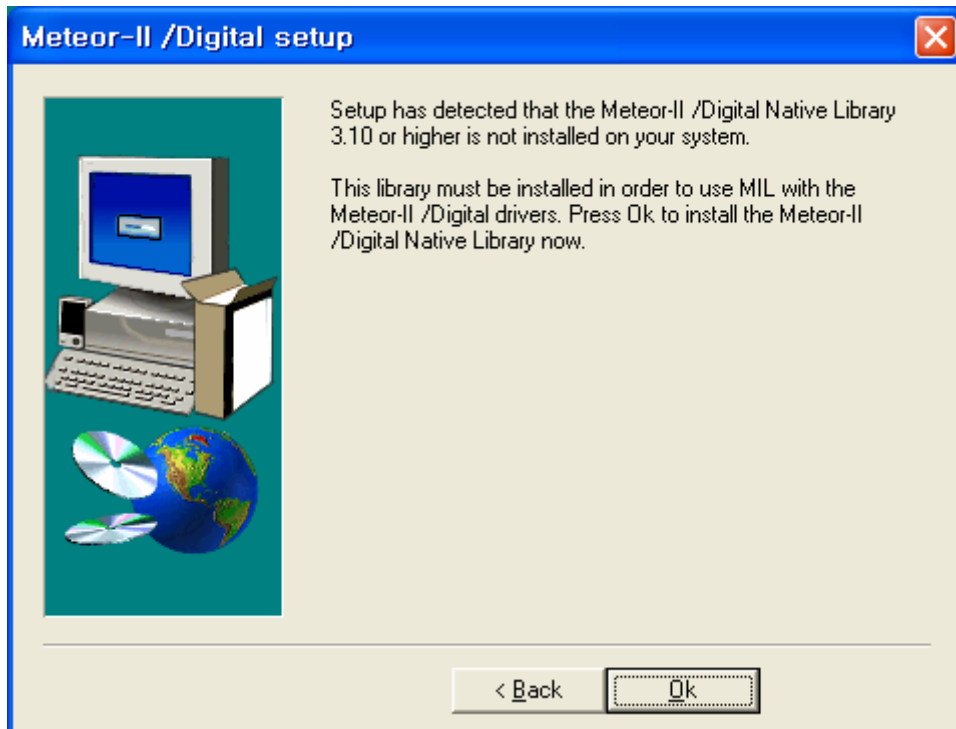 Meteor-II /Digital setup
Setup has detected that the Meteor-II /Digital Native Library
3.10 or higher is not installed on your system.
This library must be installed in order to use MIL with the
Meteor-II /Digital drivers. Press Ok to install the Meteor-II
/Digital Native Library now.
< Back
Ok